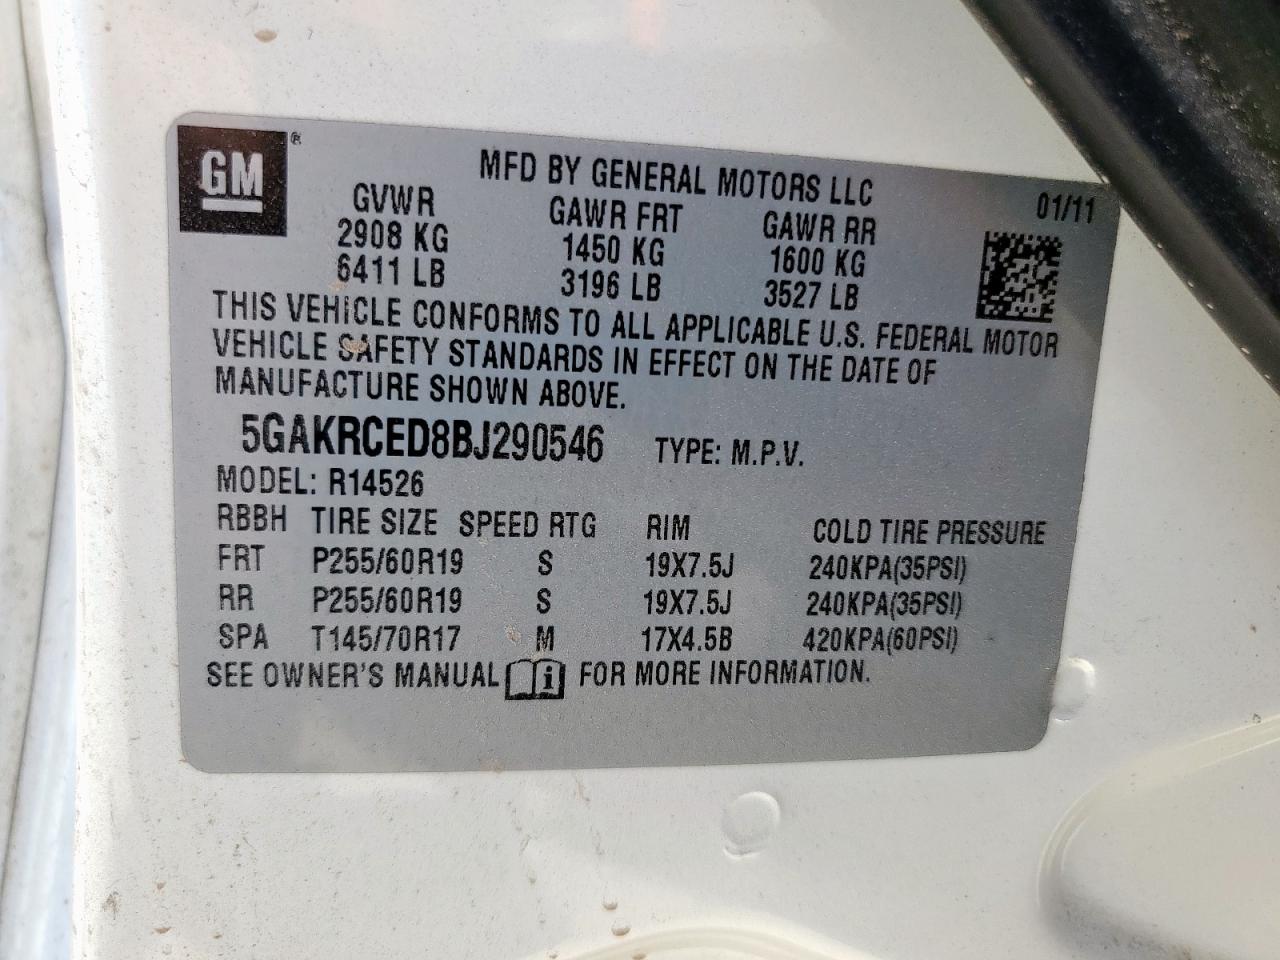 GM ®
MFD BY GENERAL MOTORS LLC
01/11
GVWR GAWR FRT GAWR RR
2908 KG 1450 KG 1600 KG
6411 LB 3196 LB 3527 LB
THIS VEHICLE CONFORMS TO ALL APPLICABLE U.S. FEDERAL MOTOR
VEHICLE SAFETY STANDARDS IN EFFECT ON THE DATE OF
MANUFACTURE SHOWN ABOVE.
5GAKRCED8BJ290546 TYPE: M.P.V.
MODEL: R14526
RBBH TIRE SIZE SPEED RTG RIM COLD TIRE PRESSURE
FRT P255/60R19 S 19X7.5J 240KPA(35PSI)
RR P255/60R19 S 19X7.5J 240KPA(35PSI)
SPA T145/70R17 M 17X4.5B 420KPA(60PSI)
SEE OWNER'S MANUAL i FOR MORE INFORMATION.